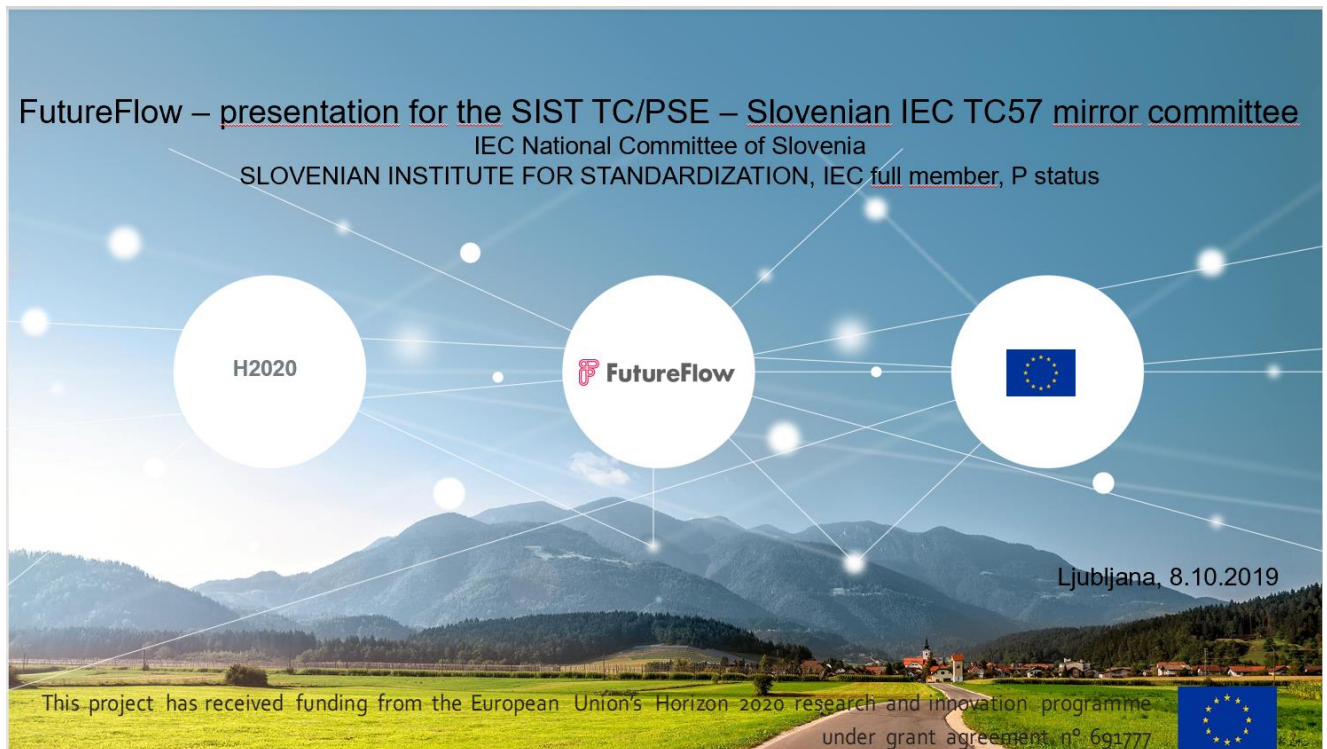 FutureFlow – presentation for the SIST TC/PSE – Slovenian IEC TC57 mirror committee
IEC National Committee of Slovenia
SLOVENIAN INSTITUTE FOR STANDARDIZATION, IEC full member, P status
H2020
FutureFlow
Ljubljana, 8.10.2019
This project has received funding from the European Union's Horizon 2020 research and innovation programme
under grant agreement n° 691777